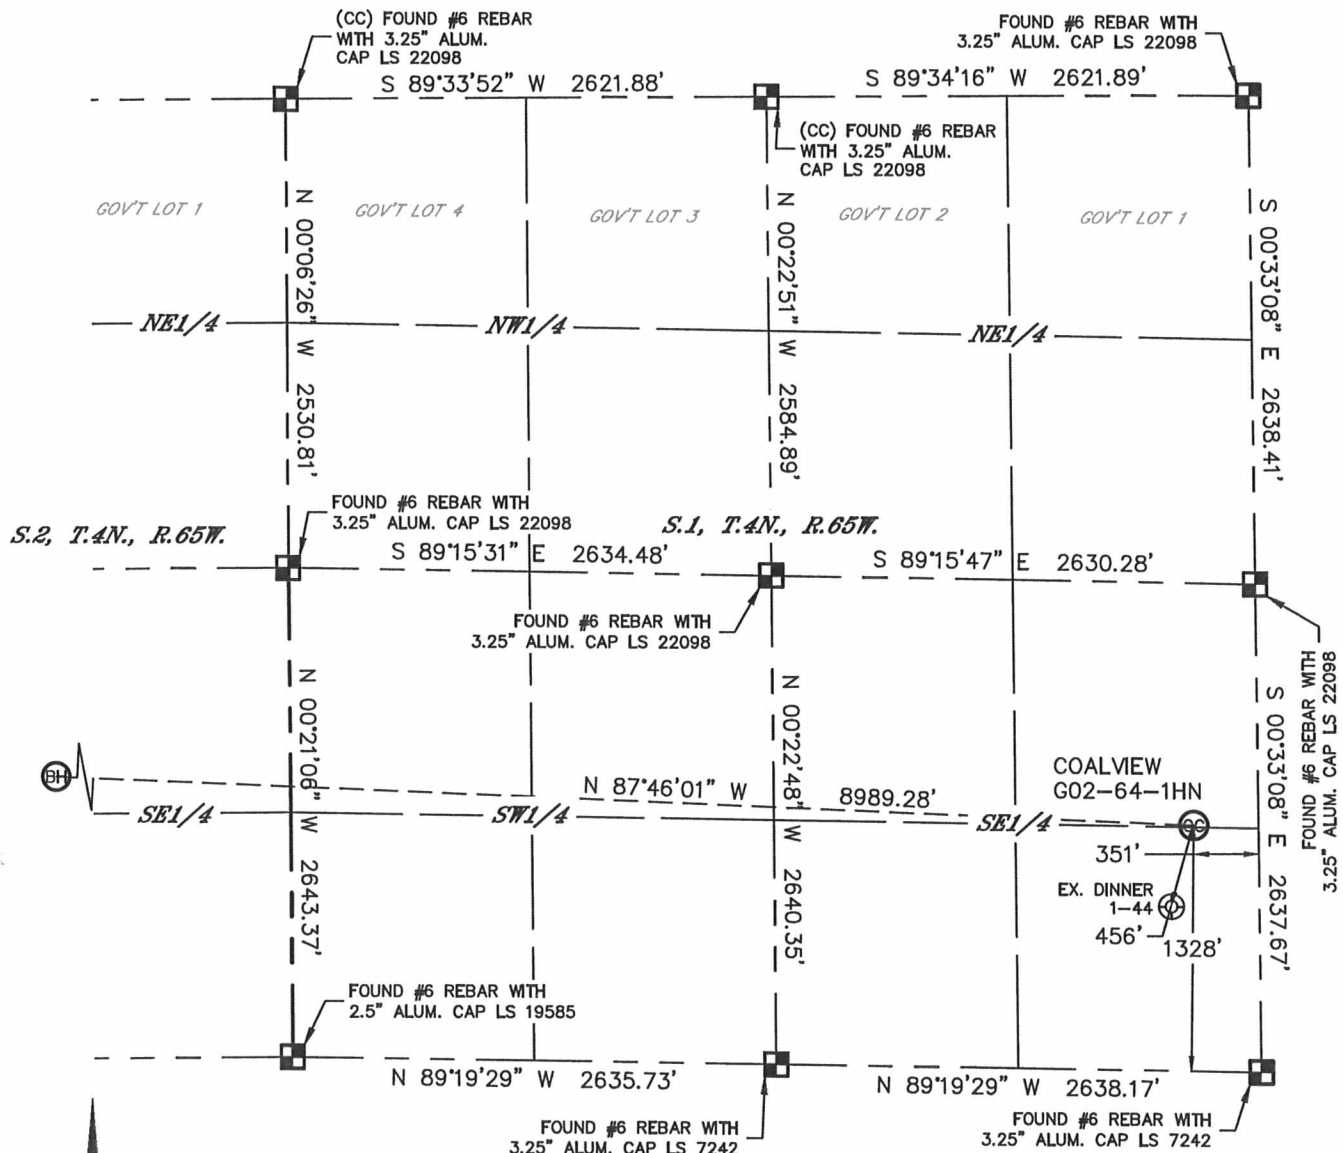 (CC) FOUND #6 REBAR
WITH 3.25" ALUM.
CAP LS 22098
FOUND #6 REBAR WITH
3.25" ALUM. CAP LS 22098
S 89°33'52" W 2621.88'
S 89°34'16" W 2621.89'
(CC) FOUND #6 REBAR
WITH 3.25" ALUM.
CAP LS 22098
GOV'T LOT 1
GOV'T LOT 4
GOV'T LOT 3
GOV'T LOT 2
GOV'T LOT 1
N 00°06'26" W 2530.81'
N 00°22'51" W 2584.89'
S 00°33'08" E 2638.41'
NE1/4
NW1/4
NE1/4
FOUND #6 REBAR WITH
3.25" ALUM. CAP LS 22098
S.2, T.4N., R.65W.
S.1, T.4N., R.65W.
S 89°15'31" E 2634.48'
S 89°15'47" E 2630.28'
FOUND #6 REBAR WITH
3.25" ALUM. CAP LS 22098
FOUND #6 REBAR WITH
3.25" ALUM. CAP LS 22098
N 00°21'06" W 2643.37'
N 00°22'48" W 2640.35'
S 00°33'08" E 2637.67'
BH
N 87°46'01" W 8989.28'
COALVIEW
G02-64-1HN
SE1/4
SW1/4
SE1/4
351'
EX. DINNER
1-44
456'
1328'
FOUND #6 REBAR WITH
2.5" ALUM. CAP LS 19585
N 89°19'29" W 2635.73'
N 89°19'29" W 2638.17'
FOUND #6 REBAR WITH
3.25" ALUM. CAP LS 7242
FOUND #6 REBAR WITH
3.25" ALUM. CAP LS 7242